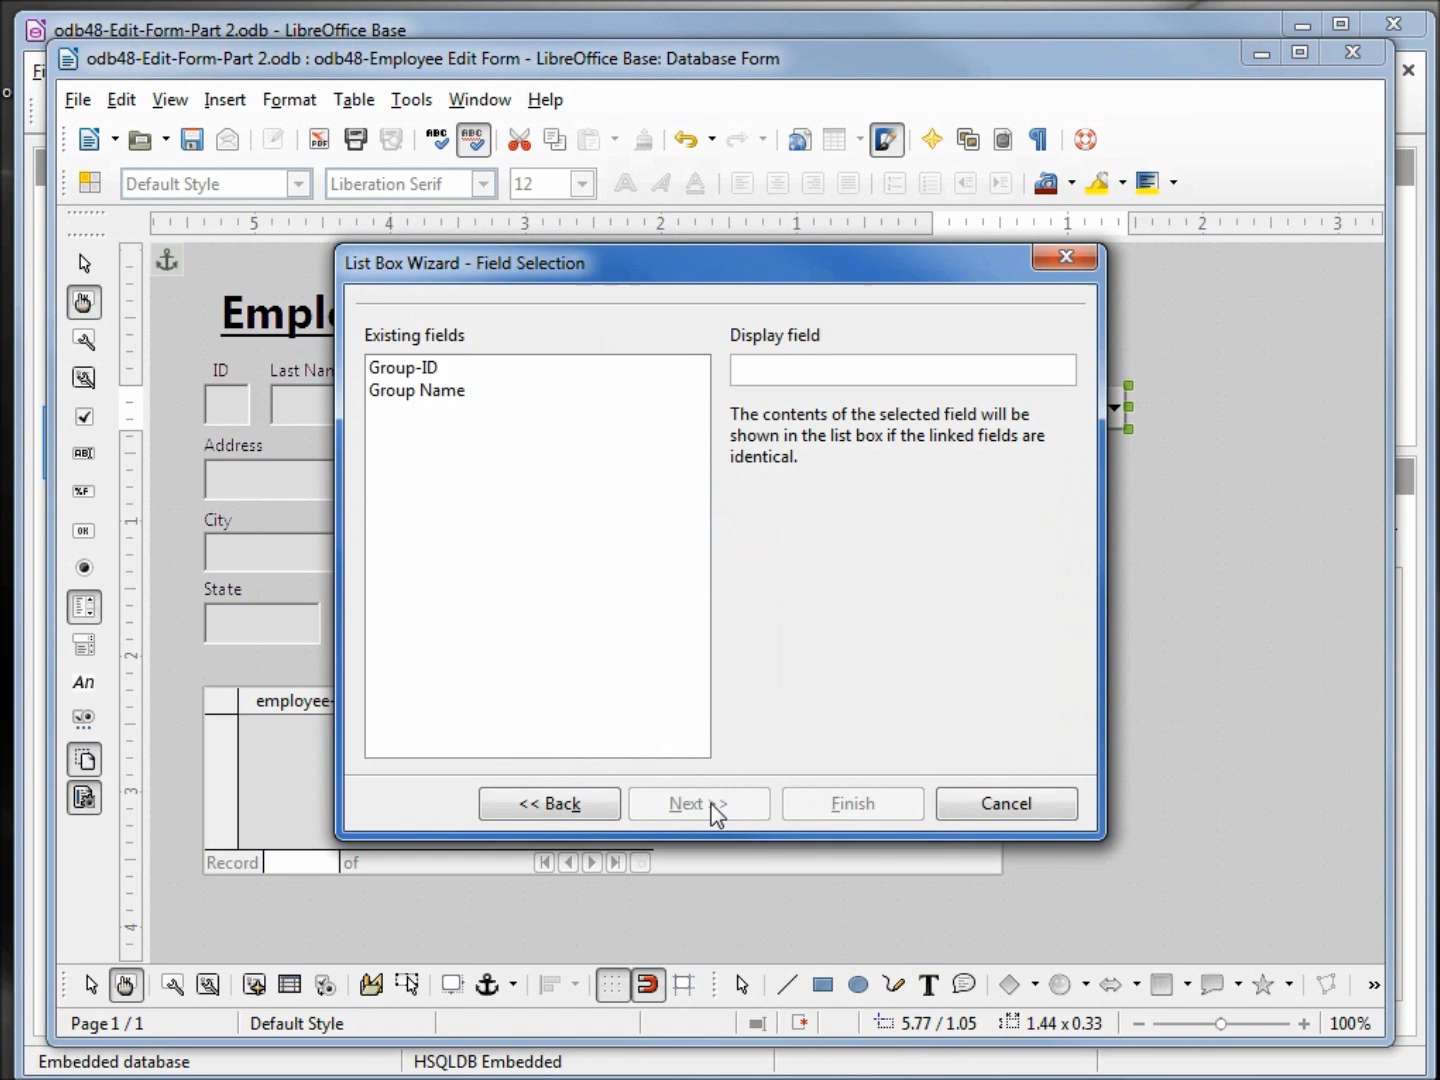 odb48-Edit-Form-Part 2.odb - LibreOffice Base
odb48-Edit-Form-Part 2.odb : odb48-Employee Edit Form - LibreOffice Base: Database Form
File Edit View Insert Format Table Tools Window Help
Default Style
Liberation Serif
12
5 4 3 2 1 1 2 3
List Box Wizard - Field Selection
Existing fields
Group-ID
Group Name
Display field
The contents of the selected field will be
shown in the list box if the linked fields are
identical.
<< Back
Next >>
Finish
Cancel
Empl
ID
Last Nam
Address
City
State
employee-
Record
of
Page 1 / 1
Default Style
5.77 / 1.05
1.44 x 0.33
100%
Embedded database
HSQLDB Embedded